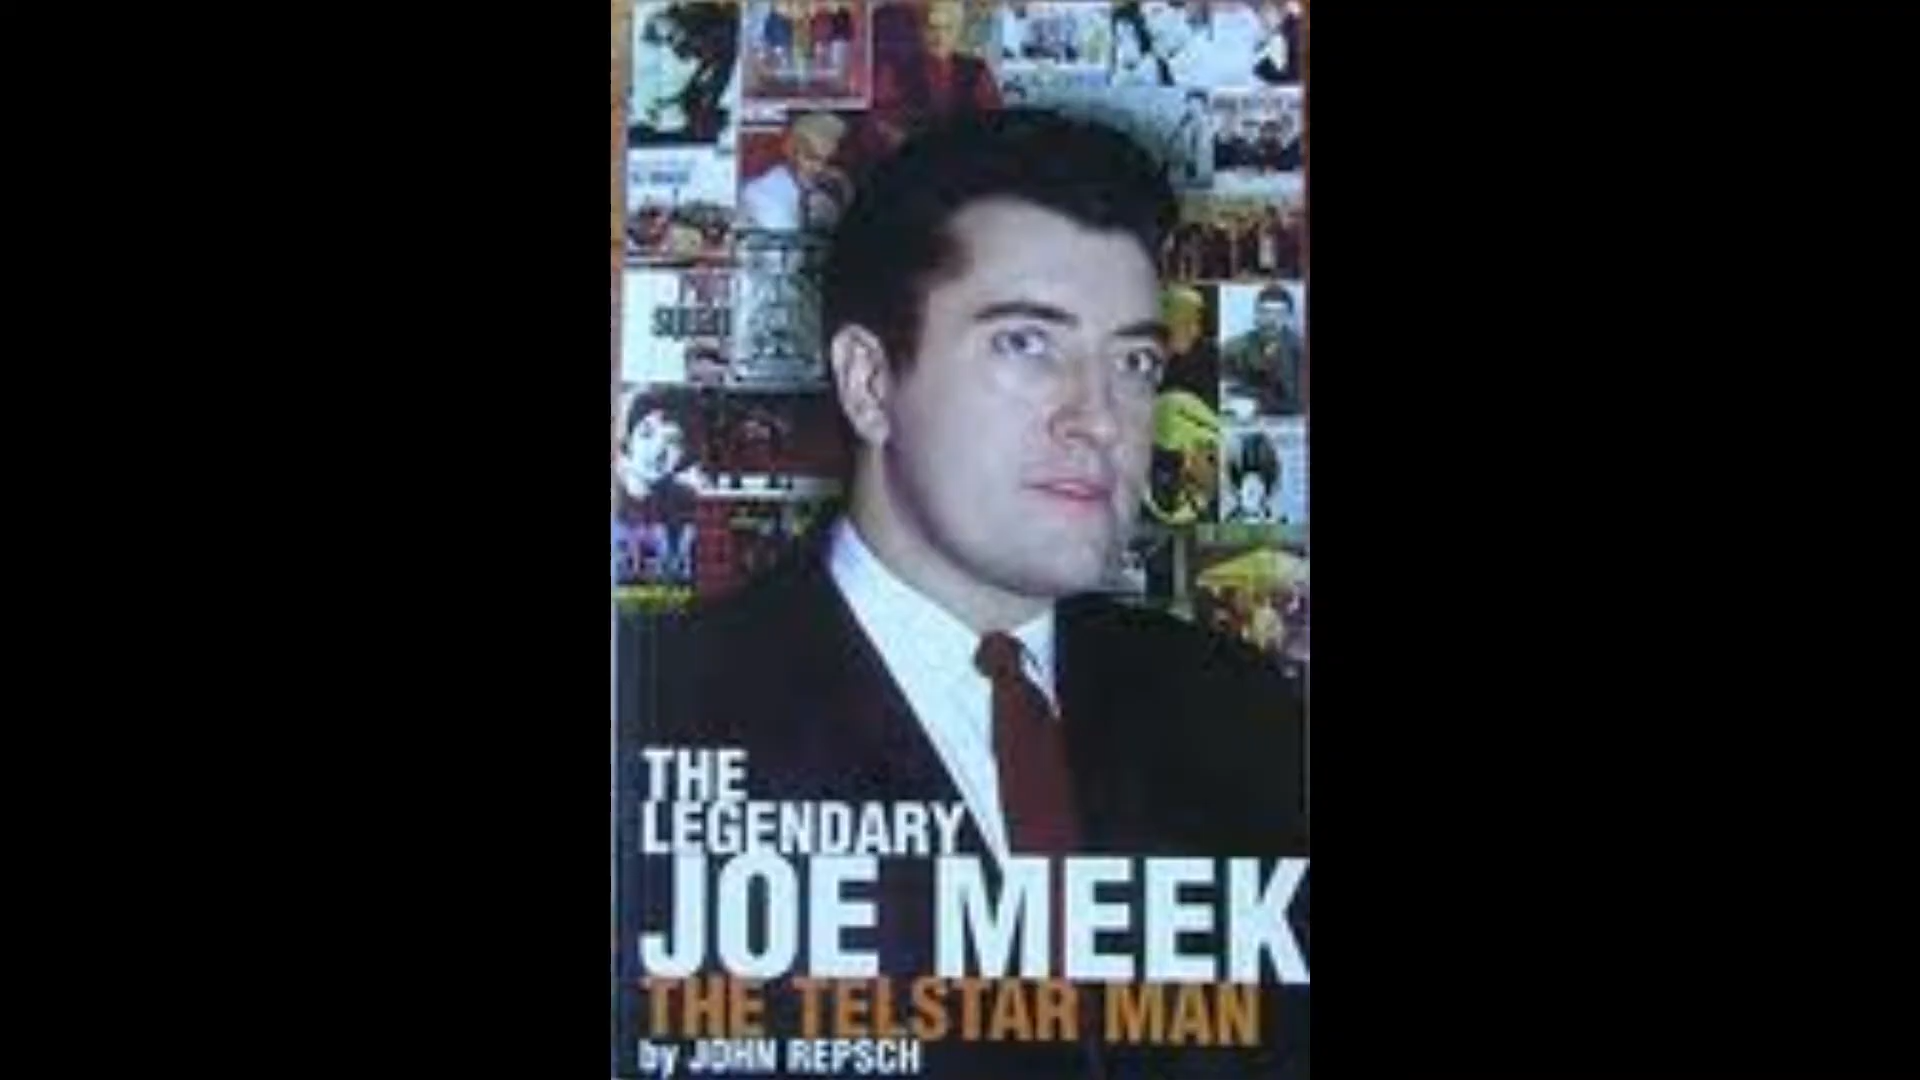 THE
LEGENDARY
JOE MEEK
THE TELSTAR MAN
by JOHN REPSCH